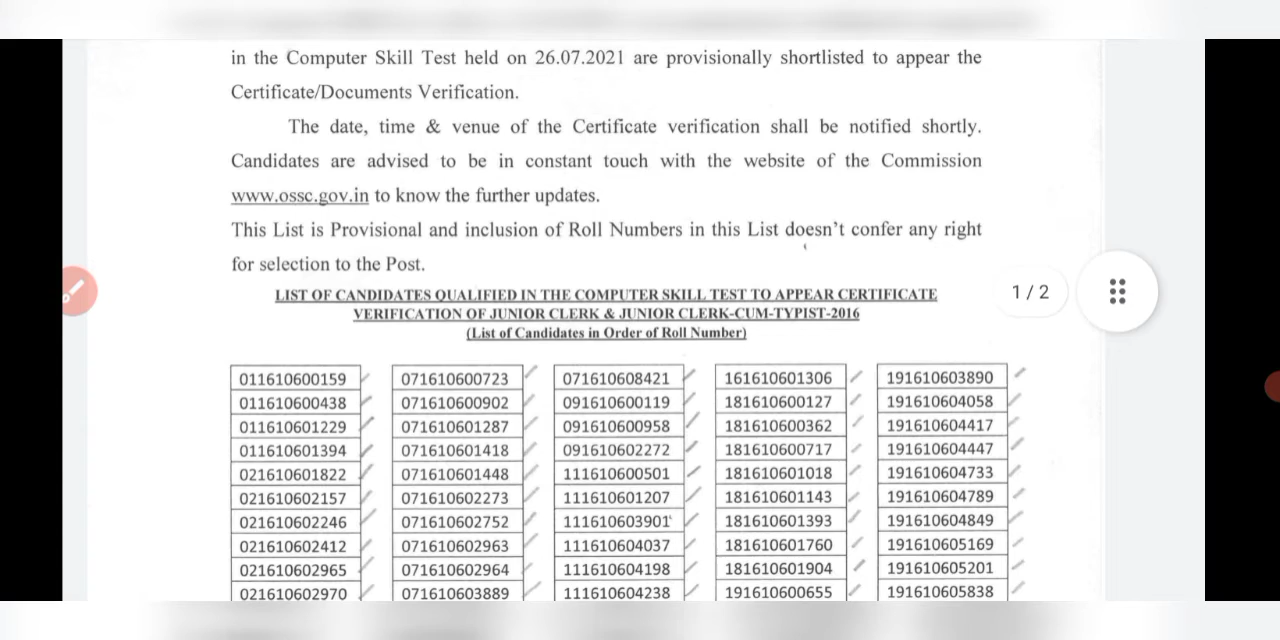 in the Computer Skill Test held on 26.07.2021 are provisionally shortlisted to appear the
Certificate/Documents Verification.
The date, time & venue of the Certificate verification shall be notified shortly.
Candidates are advised to be in constant touch with the website of the Commission
www.ossc.gov.in to know the further updates.
This List is Provisional and inclusion of Roll Numbers in this List doesn't confer any right
for selection to the Post.
1 / 2
LIST OF CANDIDATES QUALIFIED IN THE COMPUTER SKILL TEST TO APPEAR CERTIFICATE
VERIFICATION OF JUNIOR CLERK & JUNIOR CLERK-CUM-TYPIST-2016
(List of Candidates in Order of Roll Number)
011610600159 071610600723 071610608421 161610601306 191610603890
011610600438 071610600902 091610600119 181610600127 191610604058
011610601229 071610601287 091610600958 181610600362 191610604417
011610601394 071610601418 091610602272 181610600717 191610604447
021610601822 071610601448 111610600501 181610601018 191610604733
021610602157 071610602273 111610601207 181610601143 191610604789
021610602246 071610602752 111610603901 181610601393 191610604849
021610602412 071610602963 111610604037 181610601760 191610605169
021610602965 071610602964 111610604198 181610601904 191610605201
021610602970 071610603889 111610604238 191610600655 191610605838